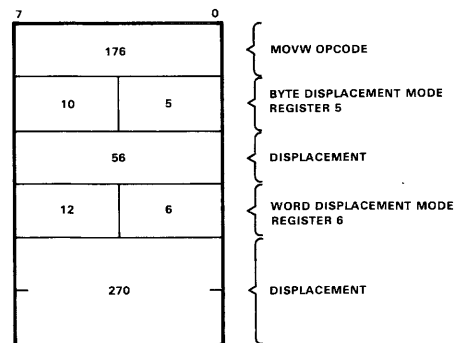 7 0
176 MOVW OPCODE
10 5 BYTE DISPLACEMENT MODE
REGISTER 5
56 DISPLACEMENT
12 6 WORD DISPLACEMENT MODE
REGISTER 6
270 DISPLACEMENT